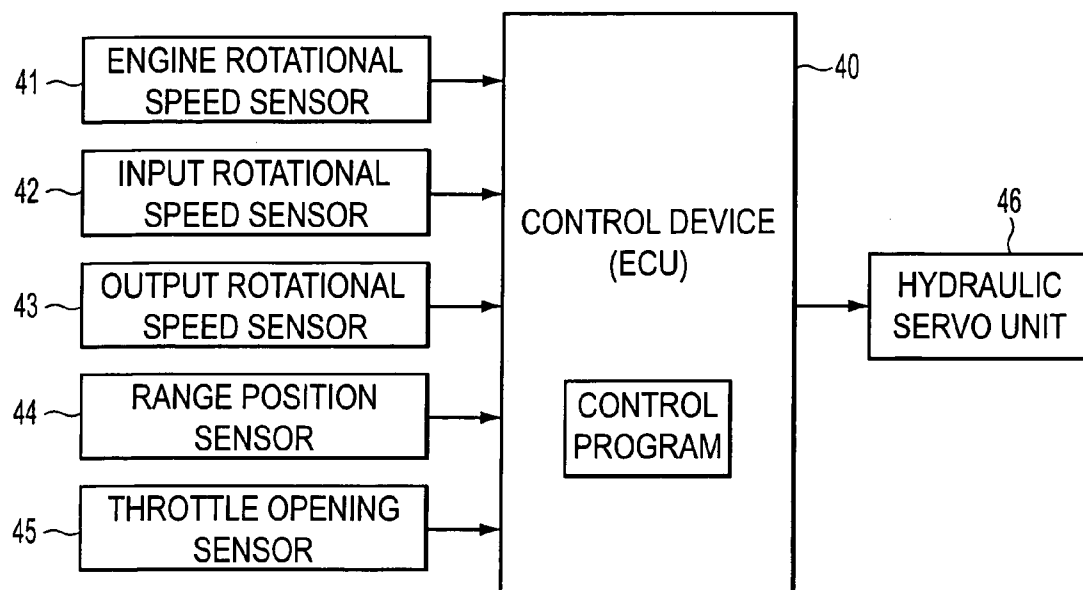 41
ENGINE ROTATIONAL
SPEED SENSOR
42
INPUT ROTATIONAL
SPEED SENSOR
43
OUTPUT ROTATIONAL
SPEED SENSOR
44
RANGE POSITION
SENSOR
45
THROTTLE OPENING
SENSOR
40
CONTROL DEVICE
(ECU)
CONTROL
PROGRAM
46
HYDRAULIC
SERVO UNIT